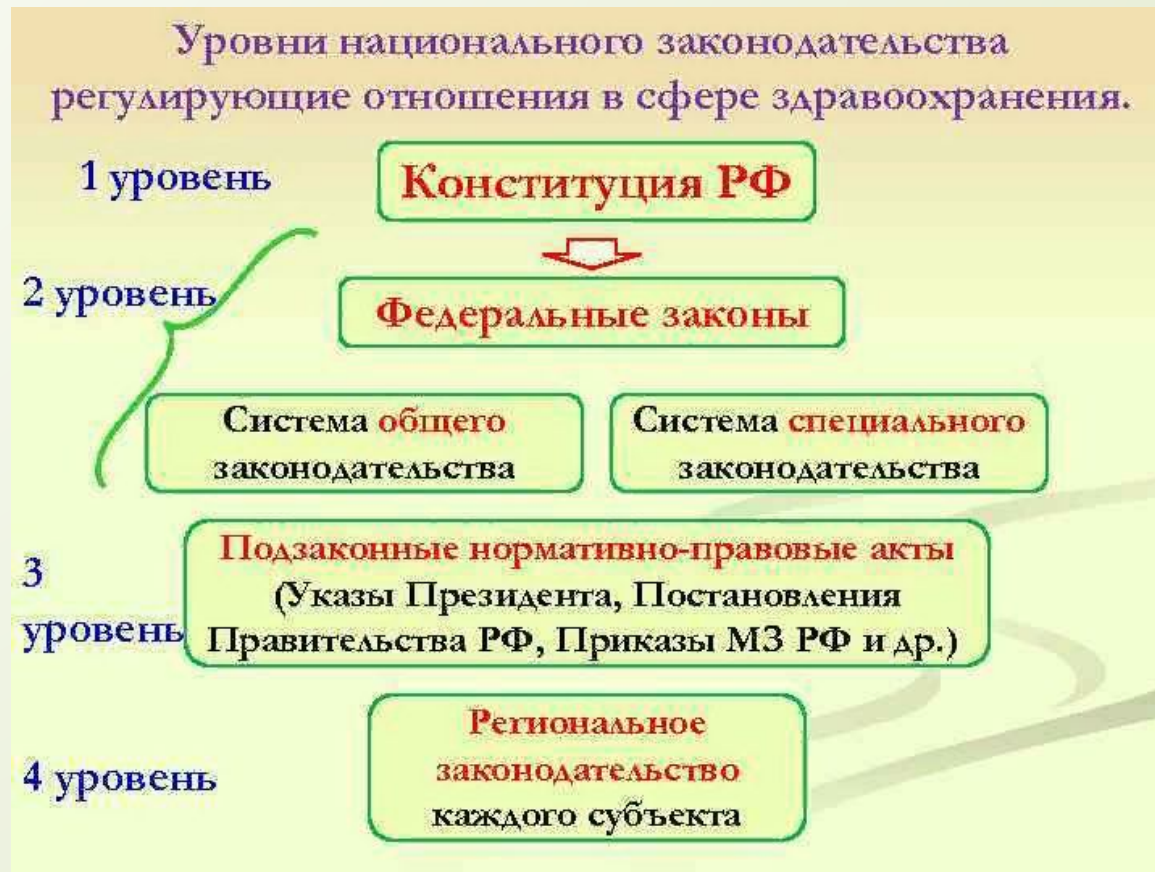 Уровни национального законодательства
регулирующие отношения в сфере здравоохранения.
1 уровень
Конституция РФ
2 уровень
Федеральные законы
Система общего
законодательства
Система специального
законодательства
3
уровень
Подзаконные нормативно-правовые акты
(Указы Президента, Постановления
Правительства РФ, Приказы МЗ РФ и др.)
4 уровень
Региональное
законодательство
каждого субъекта